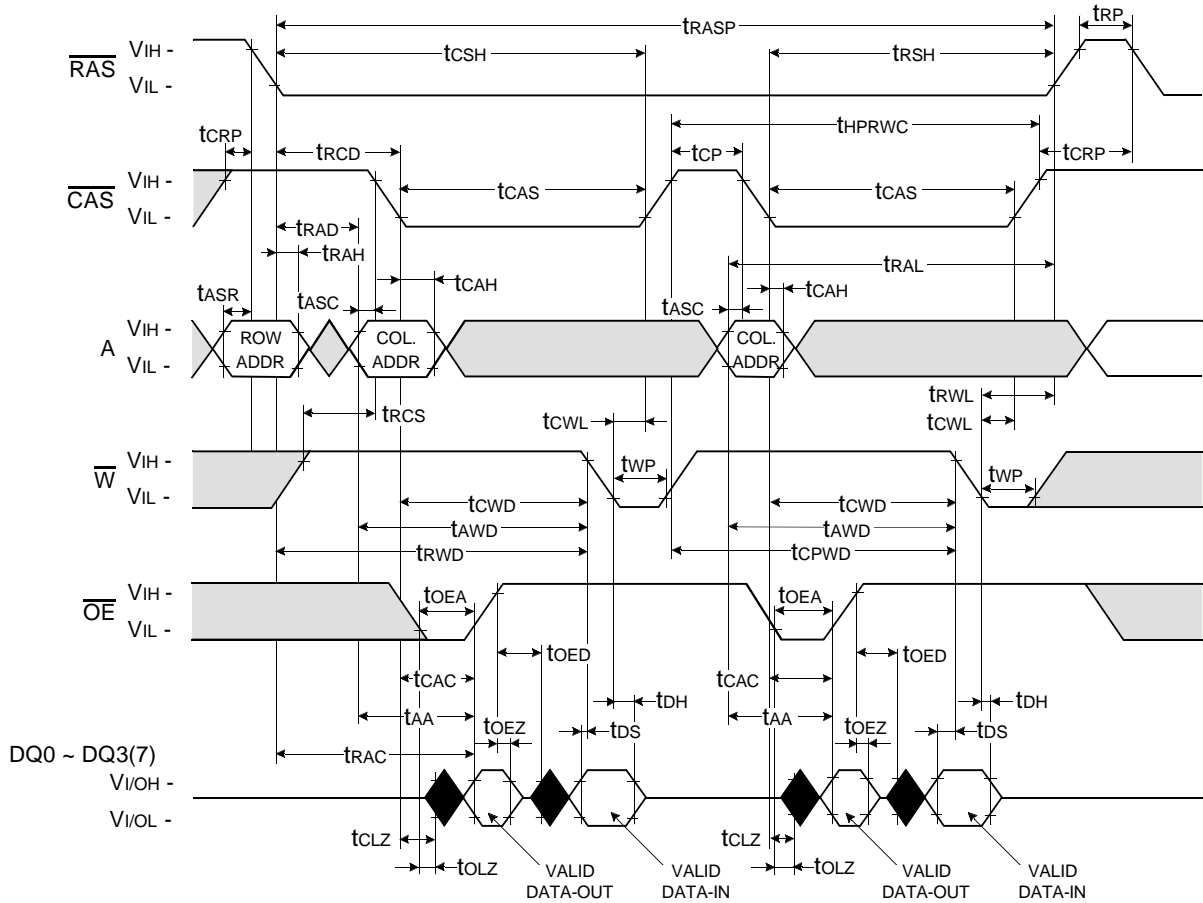 tRASP
tRP
VIH -
tCSH
tRSH
RAS
VIL -
tHPRWC
tCRP
tRCD
tCP
tCRP
VIH -
tCAS
tCAS
CAS
VIL -
tRAD
tRAH
tRAL
tCAH
tCAH
tASR
tASC
tASC
VIH -
ROW
ADDR
COL.
ADDR
COL.
ADDR
A
VIL -
tRWL
tRCS
tCWL
tCWL
VIH -
tWP
tWP
W
VIL -
tCWD
tCWD
tAWD
tAWD
tRWD
tCPWD
VIH -
tOEA
tOEA
OE
VIL -
tOED
tOED
tCAC
tCAC
tDH
tDH
tAA
tOEZ
tAA
tOEZ
tDS
tDS
tRAC
DQ0 ~ DQ3(7)
VI/OH -
VI/OL -
tCLZ
tCLZ
tOLZ
tOLZ
VALID
DATA-OUT
VALID
DATA-IN
VALID
DATA-OUT
VALID
DATA-IN